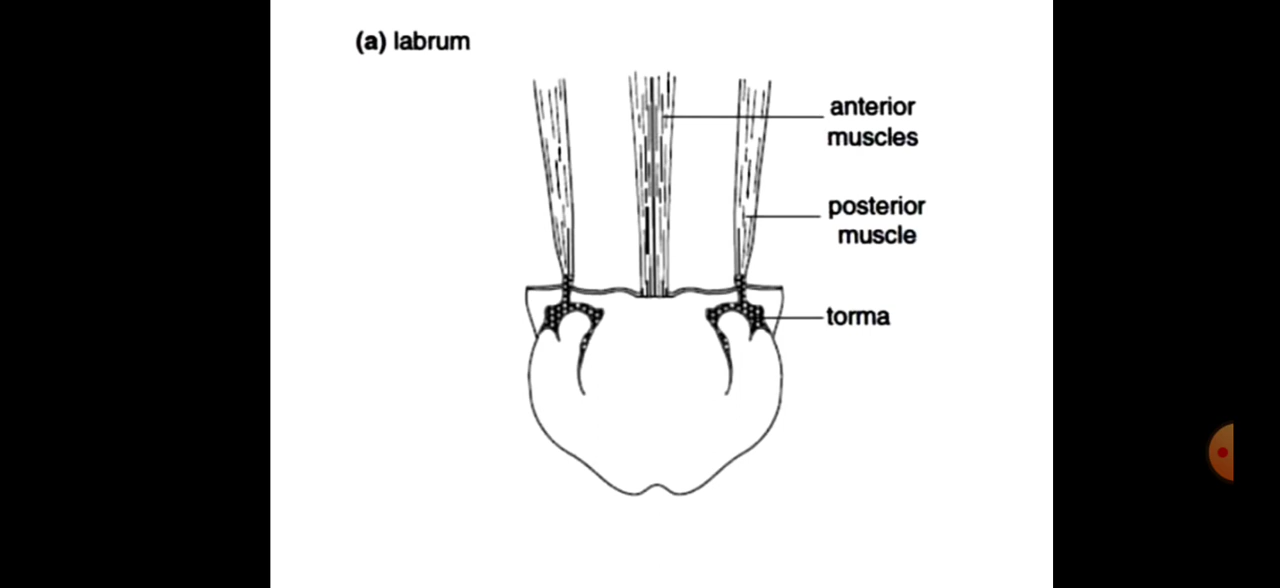 (a) labrum
anterior
muscles
posterior
muscle
torma